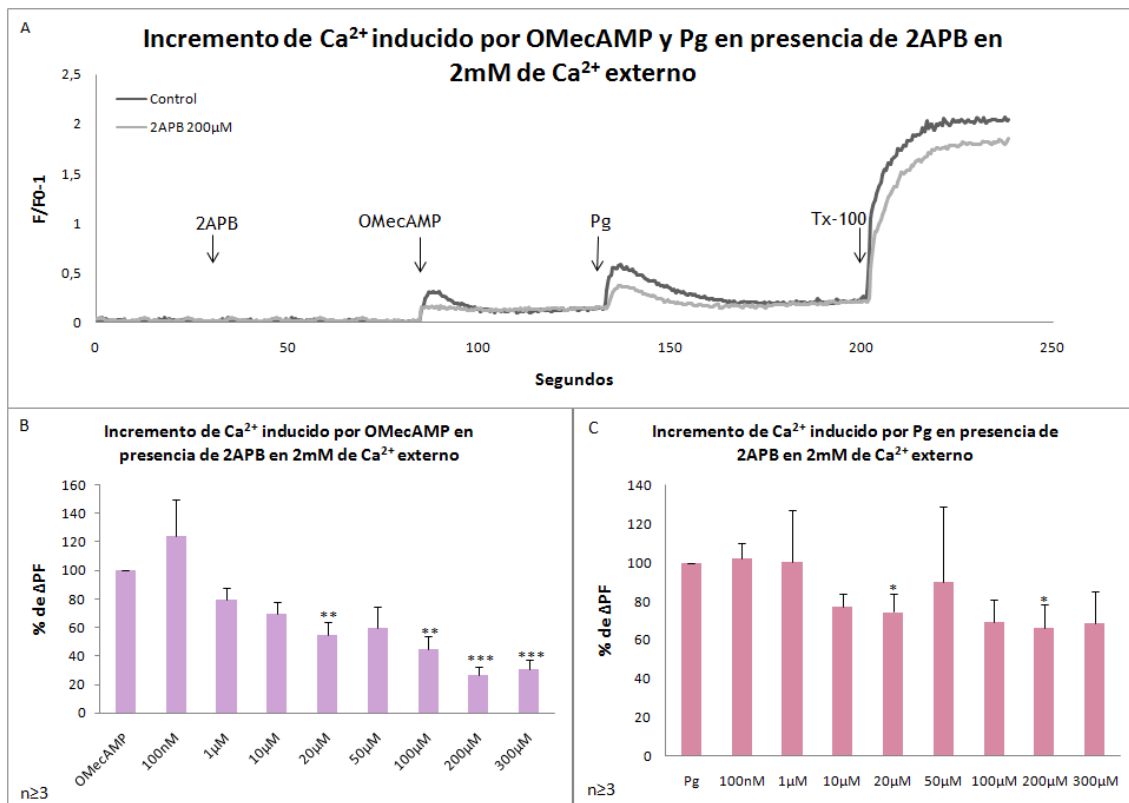 A
Incremento de Ca²⁺ inducido por OMecAMP y Pg en presencia de 2APB en
2mM de Ca²⁺ externo
Control
2APB 200µM
2APB
OMecAMP
Pg
Tx-100
F/F0-1
2,5
2
1,5
1
0,5
0
0 50 100 150 200 250
Segundos
B
Incremento de Ca²⁺ inducido por OMecAMP en
presencia de 2APB en 2mM de Ca²⁺ externo
% de ΔPF
160
140
120
100
80
60
40
20
0
** ** *** ***
OMecAMP 100nM 1µM 10µM 20µM 50µM 100µM 200µM 300µM
n≥3
C
Incremento de Ca²⁺ inducido por Pg en presencia de
2APB en 2mM de Ca²⁺ externo
% de ΔPF
140
120
100
80
60
40
20
0
* *
Pg 100nM 1µM 10µM 20µM 50µM 100µM 200µM 300µM
n≥3